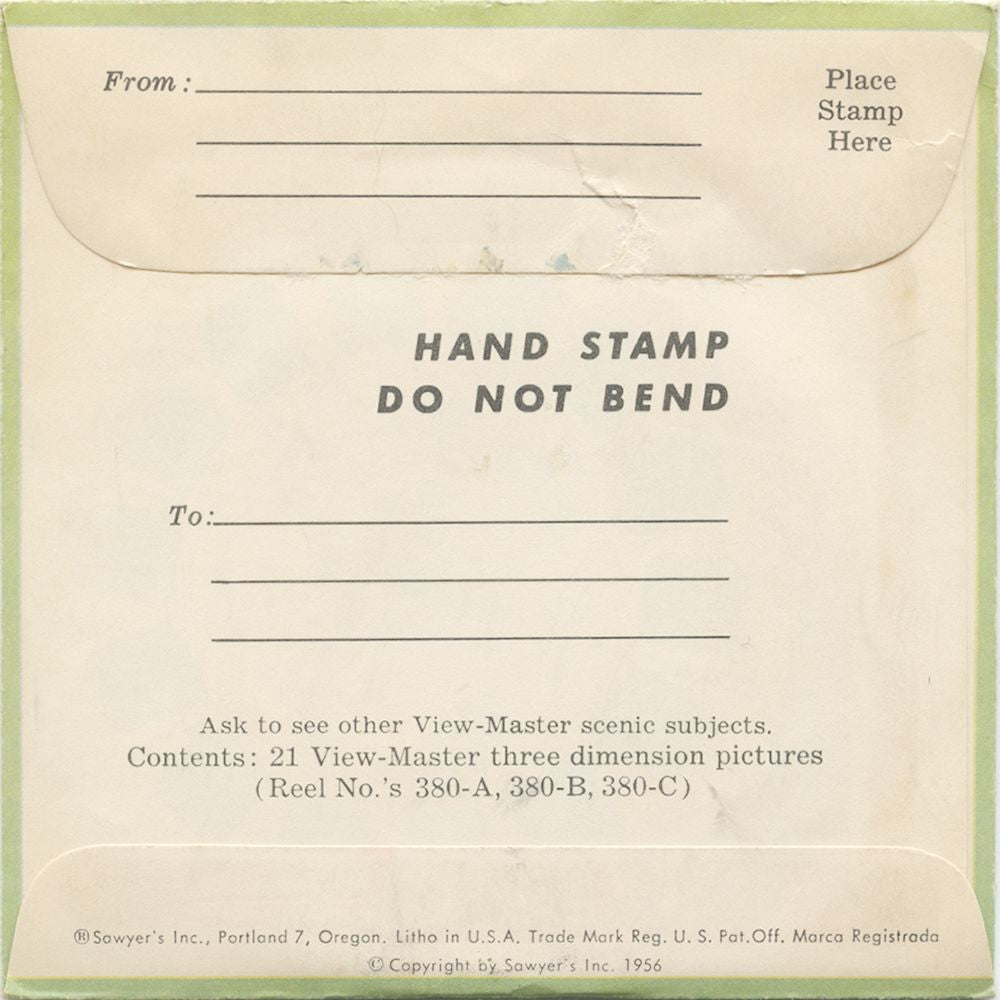 From:
Place
Stamp
Here
HAND STAMP
DO NOT BEND
To:
Ask to see other View-Master scenic subjects.
Contents: 21 View-Master three dimension pictures
(Reel No.'s 380-A, 380-B, 380-C)
®Sawyer's Inc., Portland 7, Oregon. Litho in U.S.A. Trade Mark Reg. U. S. Pat.Off. Marca Registrada
© Copyright by Sawyer's Inc. 1956